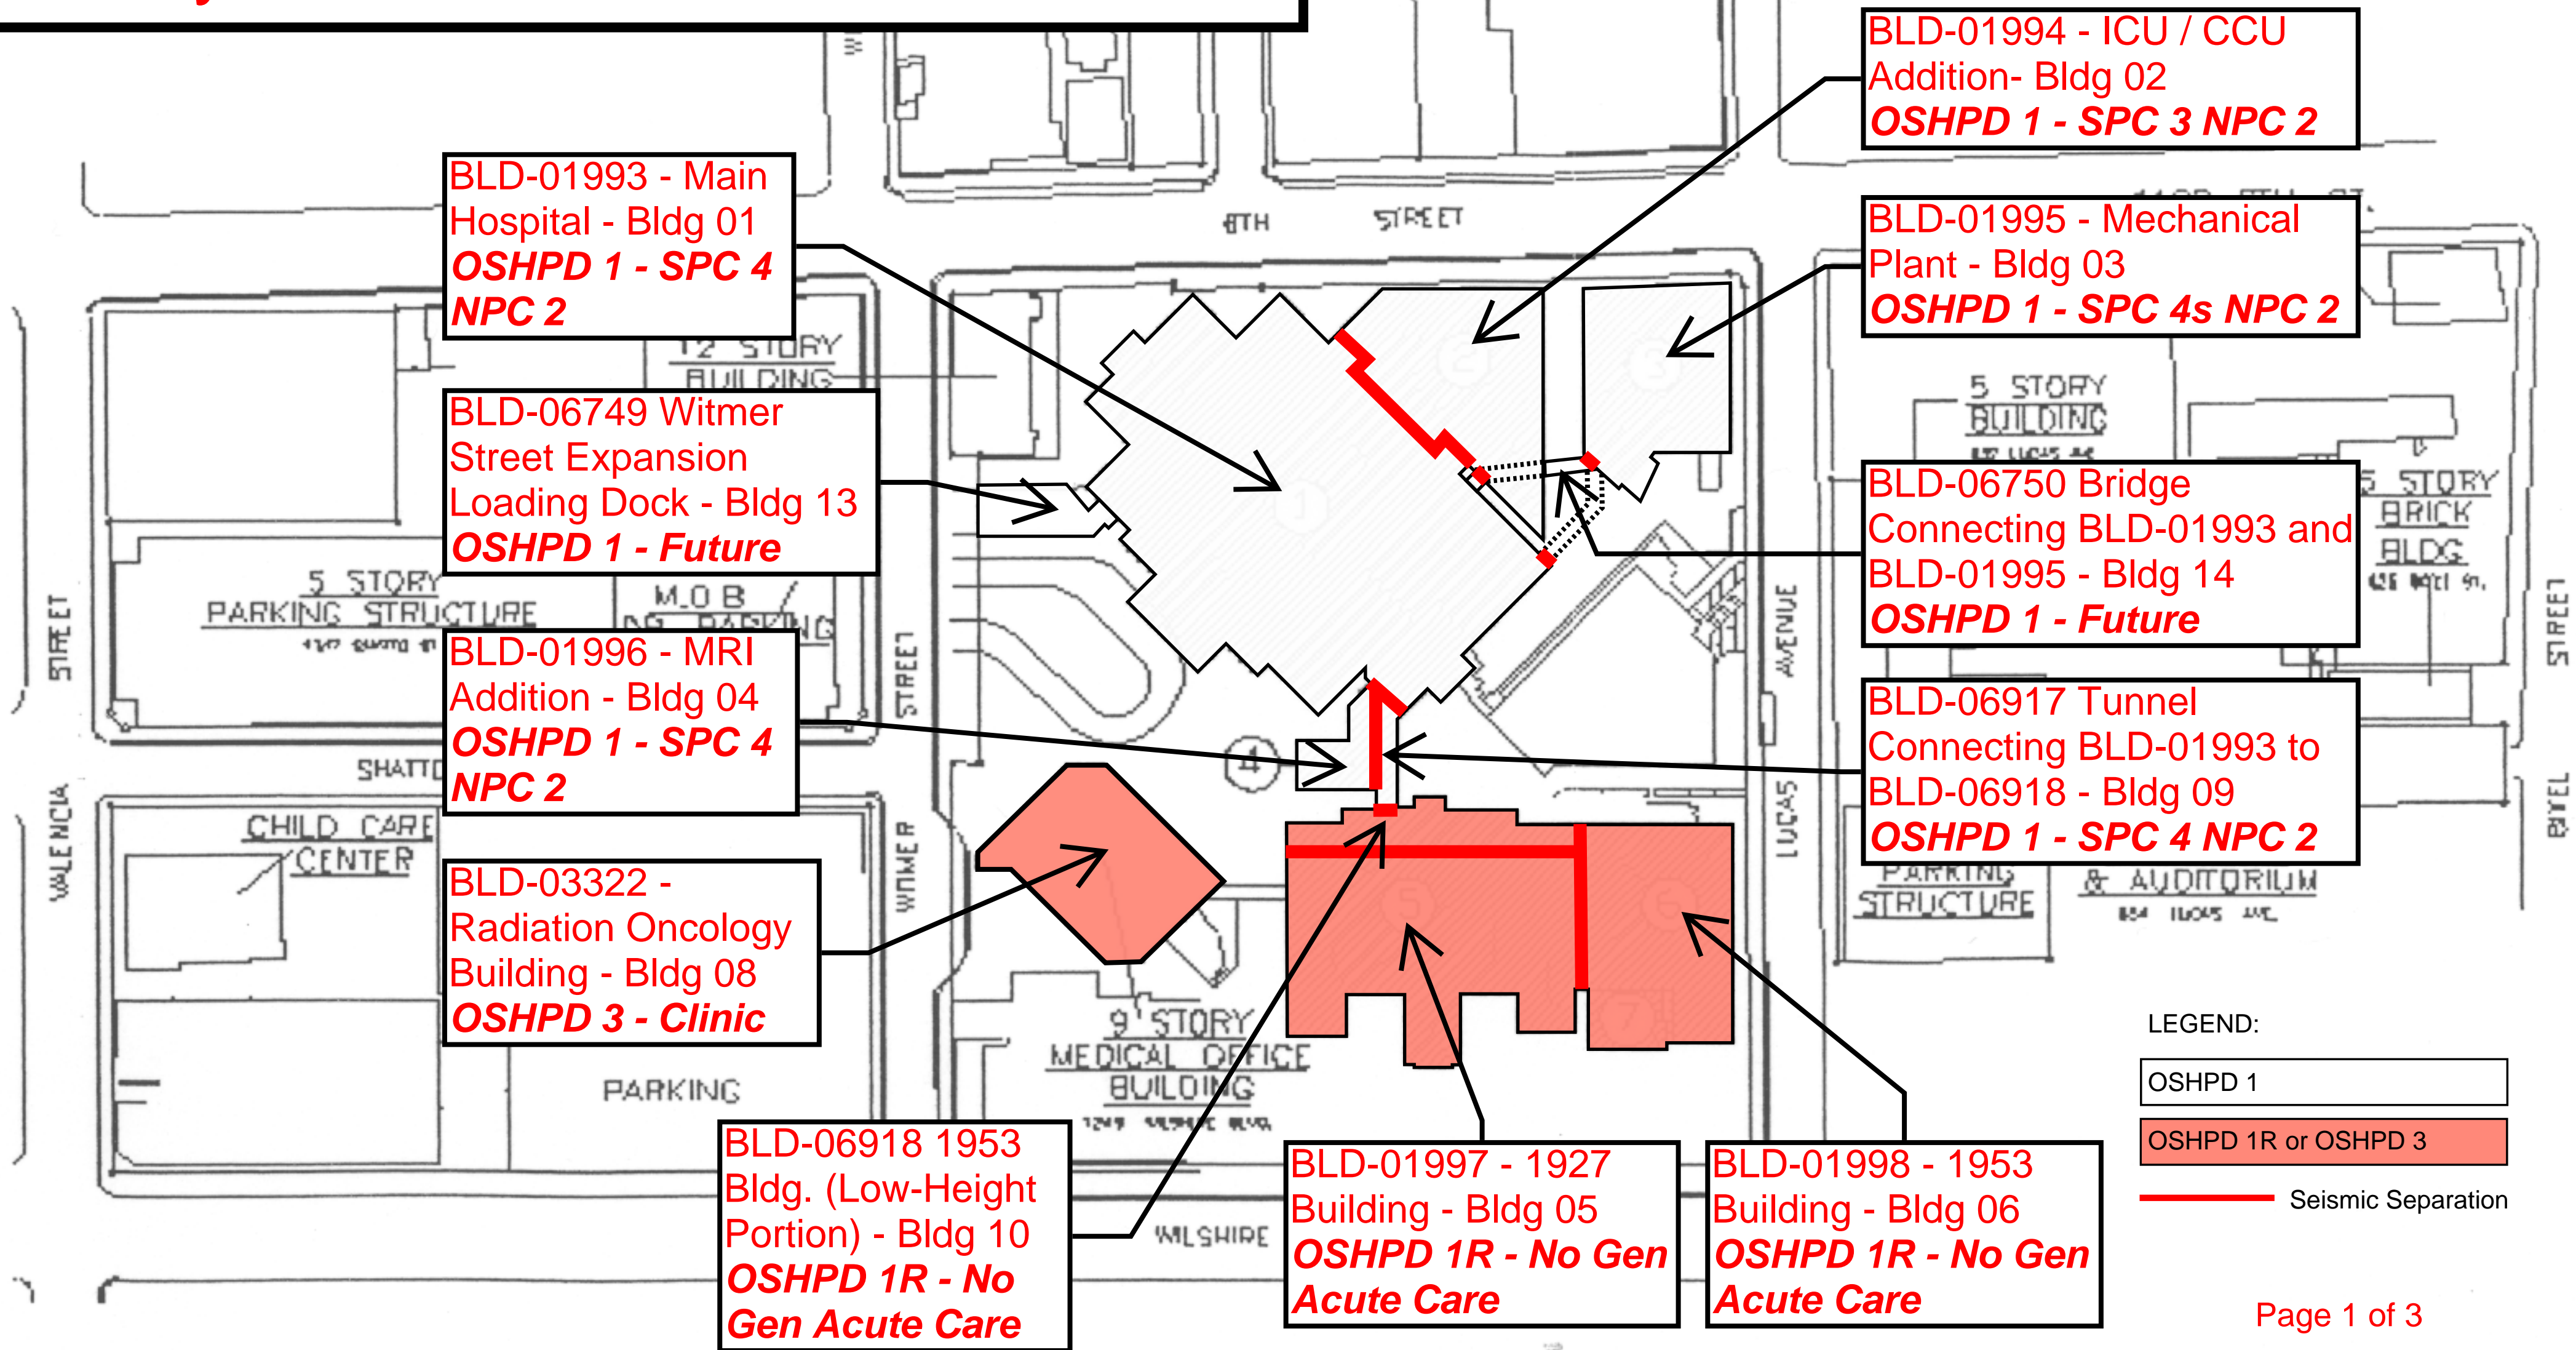 BLD-01994 - ICU / CCU
Addition- Bldg 02
OSHPD 1 - SPC 3 NPC 2
BLD-01993 - Main
Hospital - Bldg 01
OSHPD 1 - SPC 4
NPC 2
BLD-01995 - Mechanical
Plant - Bldg 03
OSHPD 1 - SPC 4s NPC 2
8TH STREET
12 STORY
BUILDING
5 STORY
BUILDING
BLD-06749 Witmer
Street Expansion
Loading Dock - Bldg 13
OSHPD 1 - Future
BLD-06750 Bridge
Connecting BLD-01993 and
BLD-01995 - Bldg 14
OSHPD 1 - Future
5 STORY
BRICK
BLDG
5 STORY
PARKING STRUCTURE
M.O B
PARKING
STREET
STREET
AVENUE
STREET
BLD-01996 - MRI
Addition - Bldg 04
OSHPD 1 - SPC 4
NPC 2
BLD-06917 Tunnel
Connecting BLD-01993 to
BLD-06918 - Bldg 09
OSHPD 1 - SPC 4 NPC 2
4
VALENCIA
LUCAS
CHILD CARE
CENTER
PARKING
STRUCTURE
& AUDITORIUM
BLD-03322 -
Radiation Oncology
Building - Bldg 08
OSHPD 3 - Clinic
5
6
7
9 STORY
MEDICAL OFFICE
BUILDING
PARKING
LEGEND:
OSHPD 1
OSHPD 1R or OSHPD 3
Seismic Separation
BLD-06918 1953
Bldg. (Low-Height
Portion) - Bldg 10
OSHPD 1R - No
Gen Acute Care
WILSHIRE
BLD-01997 - 1927
Building - Bldg 05
OSHPD 1R - No Gen
Acute Care
BLD-01998 - 1953
Building - Bldg 06
OSHPD 1R - No Gen
Acute Care
Page 1 of 3